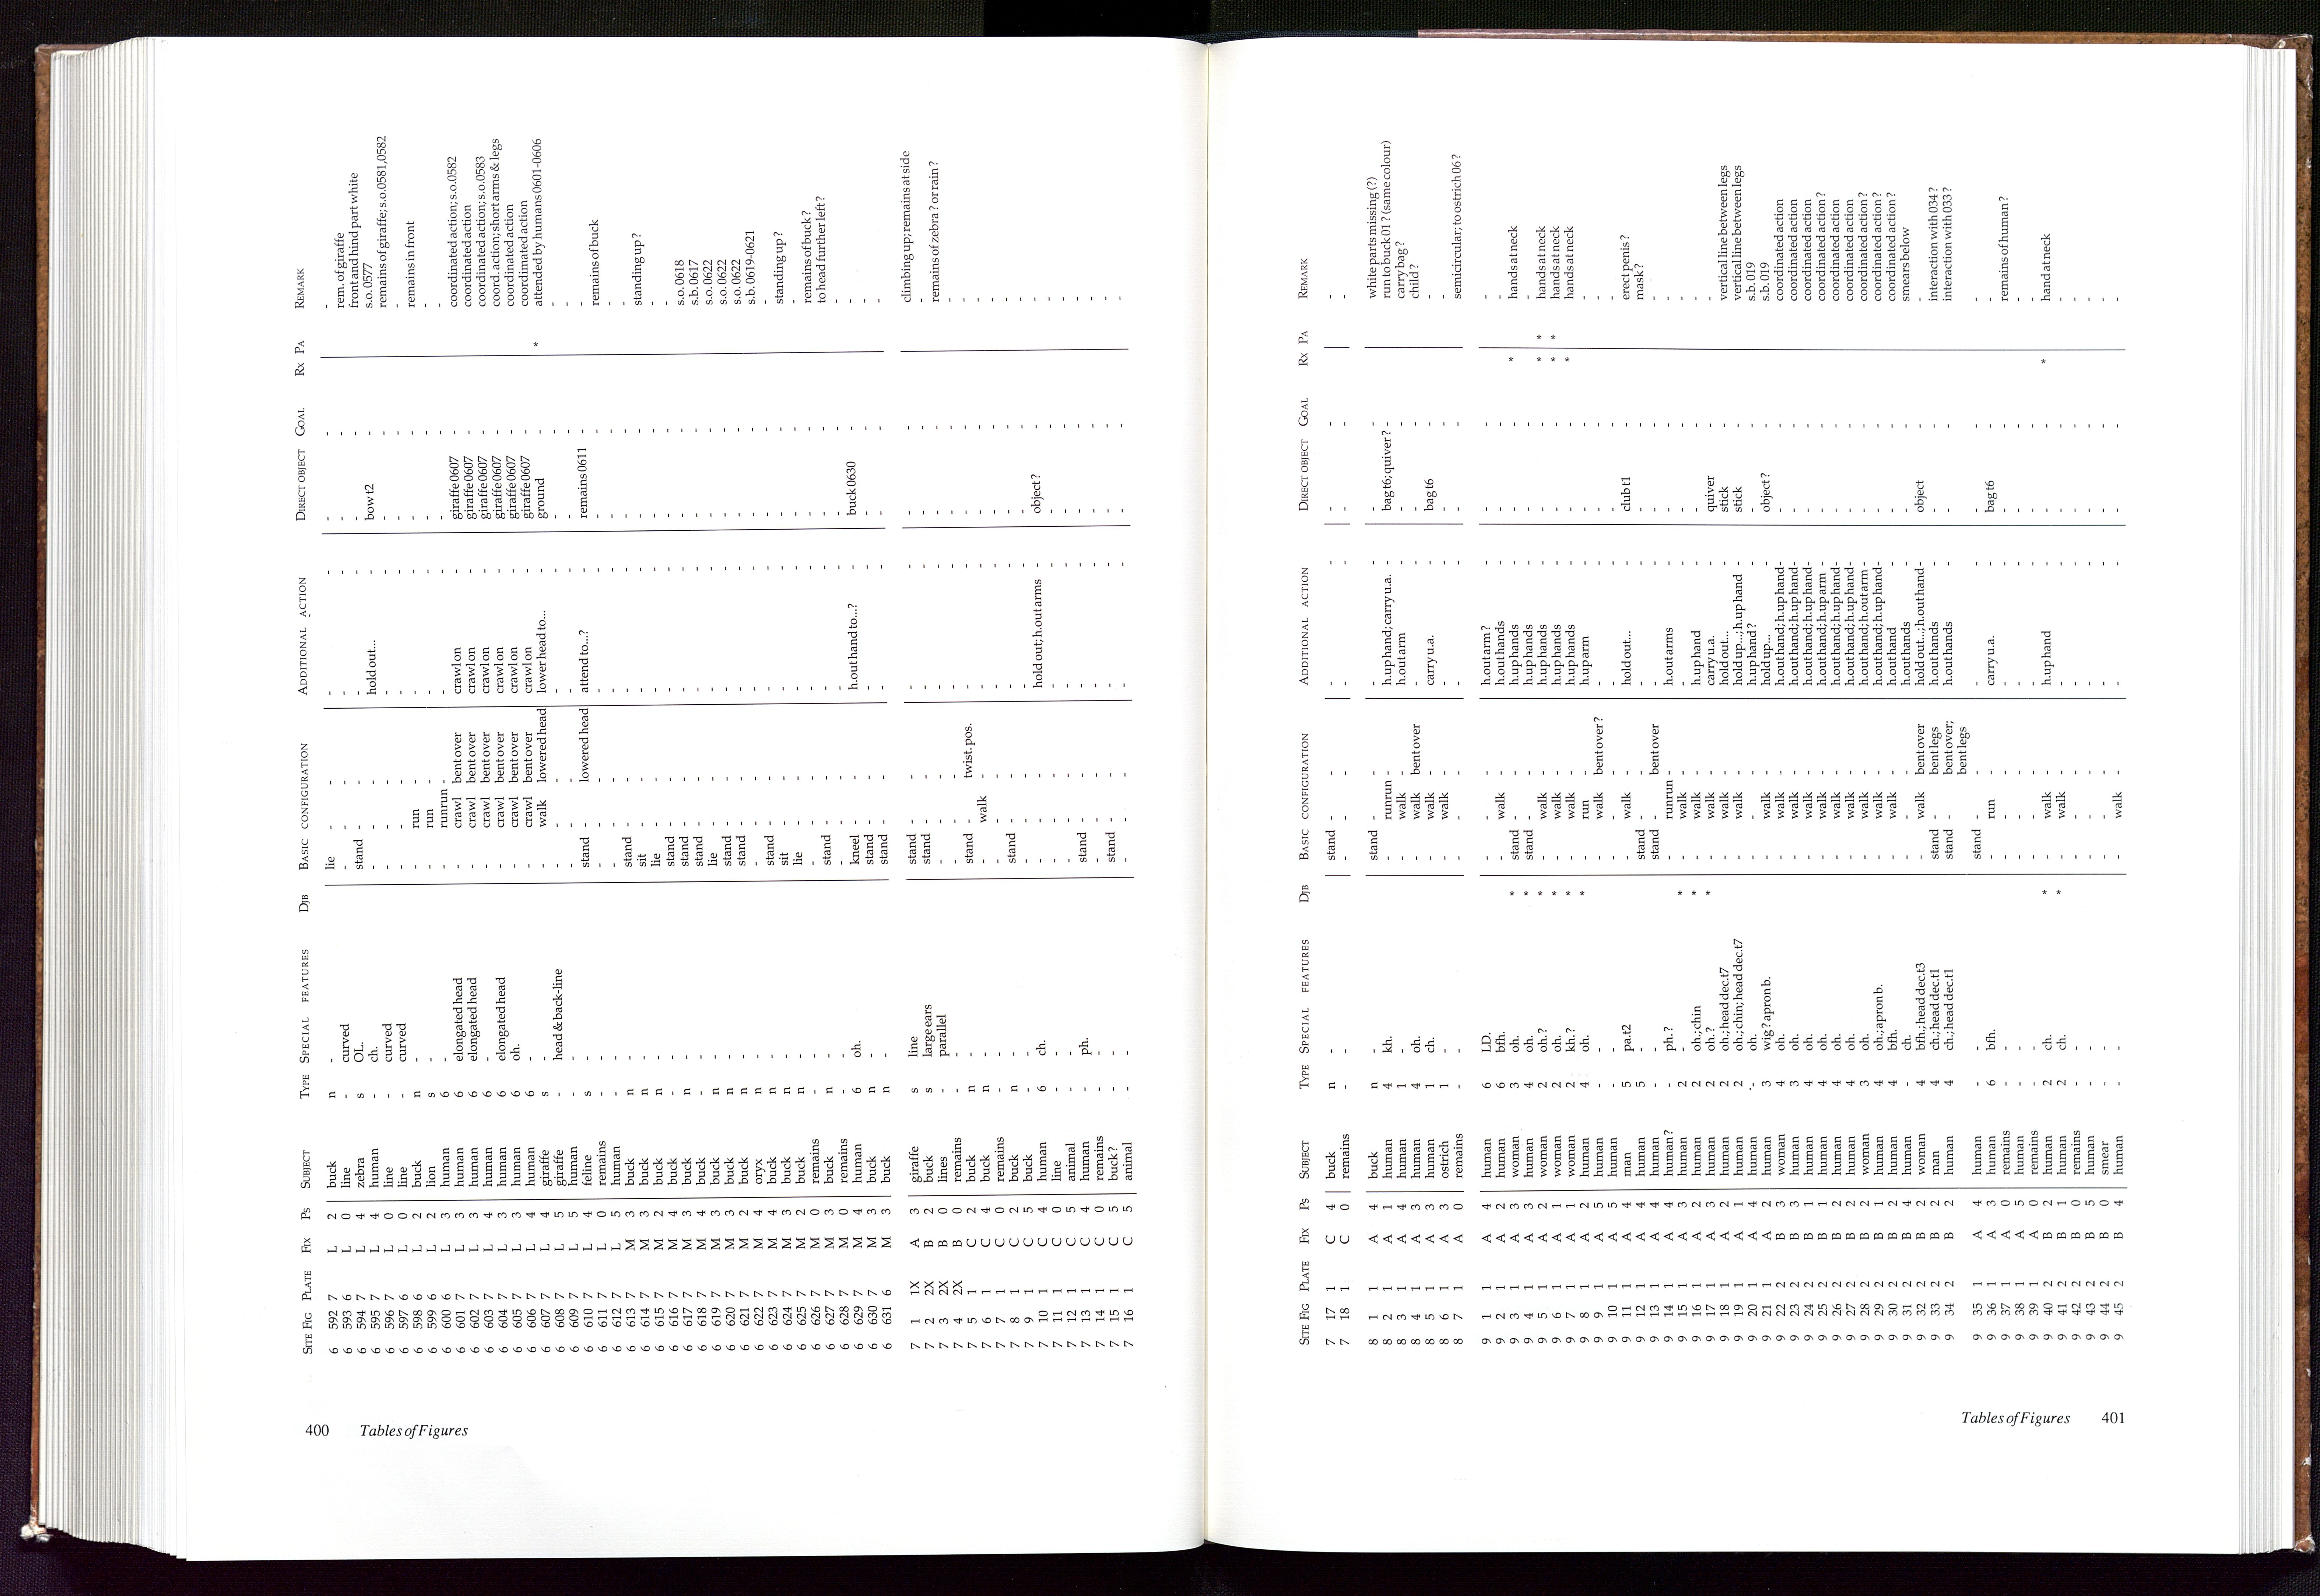 400 Tables of Figures
SITE FIG PLATE FIX PS SUBJECT TYPE SPECIAL FEATURES DJB BASIC CONFIGURATION ADDITIONAL ACTION DIRECT OBJECT GOAL RX PA REMARK
6 592 7 L 2 buck n - lie - - - - - - -
6 593 6 L 0 line - curved - - - - - - - rem. of giraffe
6 594 7 L 4 zebra s OL. stand - - - - - - front and hind part white
6 595 7 L 4 human - ch. - - - hold out... - bow t2 - s.o.0577
6 596 7 L 0 line - curved - - - - - - - remains of giraffe; s.o.0581,0582
6 597 6 L 0 line - curved - - - - - - - -
6 598 6 L 2 buck n - - run - - - - - remains in front
6 599 6 L 2 lion s - - run - - - - - -
6 600 6 L 3 human 6 - - runrun - - - - - -
6 601 7 L 3 human 6 elongated head - crawl bent over crawl on - giraffe 0607 - coordinated action; s.o.0582
6 602 7 L 3 human 6 elongated head - crawl bent over crawl on - giraffe 0607 - coordinated action
6 603 7 L 4 human 6 - - crawl bent over crawl on - giraffe 0607 - coordinated action; s.o.0583
6 604 7 L 3 human 6 elongated head - crawl bent over crawl on - giraffe 0607 - coord. action; short arms & legs
6 605 7 L 3 human 6 oh. - crawl bent over crawl on - giraffe 0607 - coordinated action
6 606 7 L 4 human 6 - - crawl bent over crawl on - giraffe 0607 - coordinated action
6 607 7 L 4 giraffe s - - walk lowered head lower head to... - ground - * attended by humans 0601-0606
6 608 7 L 5 giraffe - head & back-line - - - - - - - -
6 609 7 L 5 human - - - - - - - - - -
6 610 7 L 4 feline s - stand - lowered head attend to...? - remains 0611 - -
6 611 7 L 0 remains - - - - - - - - - remains of buck
6 612 7 L 5 human - - - - - - - - - -
6 613 7 M 3 buck n - stand - - - - - - -
6 614 7 M 3 buck n - sit - - - - - - standing up?
6 615 7 M 2 buck n - lie - - - - - - -
6 616 7 M 4 buck - - stand - - - - - - -
6 617 7 M 3 buck n - stand - - - - - - s.o.0618
6 618 7 M 4 buck - - stand - - - - - - s.b.0617
6 619 7 M 3 buck n - lie - - - - - - s.o.0622
6 620 7 M 3 buck n - stand - - - - - - s.o.0622
6 621 7 M 2 buck n - stand - - - - - - s.o.0622
6 622 7 M 4 oryx n - - - - - - - - s.b.0619-0621
6 623 7 M 4 buck n - stand - - - - - - -
6 624 7 M 3 buck n - sit - - - - - - standing up?
6 625 7 M 2 buck n - lie - - - - - - -
6 626 7 M 0 remains - - - - - - - - - remains of buck?
6 627 7 M 3 buck n - stand - - - - - - to head further left?
6 628 7 M 0 remains - - - - - - - - - -
6 629 7 M 4 human 6 oh. kneel - - h.out hand to...? - buck 0630 - -
6 630 7 M 3 buck n - stand - - - - - - -
6 631 6 M 3 buck n - stand - - - - - - -
7 1 1X A 3 giraffe s line stand - - - - - - climbing up; remains at side
7 2 2X B 2 buck s large ears stand - - - - - - -
7 3 2X B 0 lines - parallel - - - - - - - remains of zebra? or rain?
7 4 2X B 0 remains - - - - - - - - - -
7 5 1 C 2 buck n - stand - twist. pos. - - - - -
7 6 1 C 4 buck n - - walk - - - - - -
7 7 1 C 0 remains - - - - - - - - - -
7 8 1 C 2 buck n - stand - - - - - - -
7 9 1 C 5 buck - - - - - - - - - -
7 10 1 C 4 human 6 ch. - - - hold out; h.out arms - object? - -
7 11 1 C 0 line - - - - - - - - - -
7 12 1 C 5 animal - - - - - - - - - -
7 13 1 C 4 human - ph. stand - - - - - - -
7 14 1 C 0 remains - - - - - - - - - -
7 15 1 C 5 buck? - - stand - - - - - - -
7 16 1 C 5 animal - - - - - - - - - -
SITE FIG PLATE FIX PS SUBJECT TYPE SPECIAL FEATURES DJB BASIC CONFIGURATION ADDITIONAL ACTION DIRECT OBJECT GOAL RX PA REMARK
7 17 1 C 4 buck n - stand - - - - - - -
7 18 1 C 0 remains - - - - - - - - - -
8 1 1 A 4 buck n - stand - - - - - - white parts missing (?)
8 2 1 A 1 human 4 kh. - runrun - h.up hand; carry u.a. - bag t6; quiver? - run to buck 01? (same colour)
8 3 1 A 4 human 1 - - walk - h.out arm - - - carry bag?
8 4 1 A 3 human 4 oh. - walk bent over - - - - child?
8 5 1 A 3 human 1 ch. - walk - carry u.a. - bag t6 - -
8 6 1 A 3 ostrich 1 - - walk - - - - - -
8 7 1 A 0 remains - - - - - - - - - semicircular; to ostrich 06?
9 1 1 A 4 human 6 LD. - - - h.out arm? - - - -
9 2 1 A 2 human 6 bfh. - walk - h.out hands - - - -
9 3 1 A 3 woman 3 oh. * stand - - h.up hands - - - * hands at neck
9 4 1 A 3 human 4 oh. * stand - - h.up hands - - - -
9 5 1 A 2 woman 2 oh.? * - walk - h.up hands - - - * * hands at neck
9 6 1 A 1 woman 2 oh. * - walk - h.up hands - - - * * hands at neck
9 7 1 A 1 woman 2 kh.? * - walk - h.up hands - - - * hands at neck
9 8 1 A 2 human 4 oh. * - run - h.up arm - - - -
9 9 1 A 5 human - - - walk bent over? - - - - -
9 10 1 A 5 human - - - - - - - - - -
9 11 1 A 4 man 5 pa.t2 - walk - hold out... - club t1 - erect penis?
9 12 1 A 4 human 5 - stand - - - - - - mask?
9 13 1 A 4 human - - stand - bent over - - - - -
9 14 1 A 4 human? - ph.? - runrun - h.out arms - - - -
9 15 1 A 3 human 2 - * - walk - - - - - -
9 16 1 A 2 human 2 oh.; chin * - walk - h.up hand - - - -
9 17 1 A 3 human 2 oh.? * - walk - carry u.a. - quiver - -
9 18 1 A 2 human 2 oh.; head dec.t7 - walk - hold out... - stick - vertical line between legs
9 19 1 A 1 human 2 oh.; chin; head dec.t7 - walk - hold up...; h.up hand - stick - vertical line between legs
9 20 1 A 4 human - oh. - - - h.up hand? - - - s.b. 019
9 21 1 A 2 human 3 wig? apron b. - walk - hold up... - object? - s.b. 019
9 22 2 B 3 woman 4 oh. - walk - h.out hand; h.up hand - - - coordinated action
9 23 2 B 3 human 3 oh. - walk - h.out hand; h.up hand - - - coordinated action
9 24 2 B 1 human 4 oh. - walk - h.out hand; h.up hand - - - coordinated action
9 25 2 B 1 human 4 oh. - walk - h.out hand; h.up arm - - - coordinated action?
9 26 2 B 2 human 4 oh. - walk - h.out hand; h.up hand - - - coordinated action
9 27 2 B 2 human 4 oh. - walk - h.out hand; h.up hand - - - coordinated action
9 28 2 B 2 woman 3 oh. - walk - h.out hand; h.out arm - - - coordinated action?
9 29 2 B 1 human 4 oh.; apron b. - walk - h.out hand; h.up hand - - - coordinated action?
9 30 2 B 2 human 4 bfh. - walk - h.out hand - - - coordinated action?
9 31 2 B 4 human - ch. - - - h.out hands - - - smears below
9 32 2 B 2 woman 4 bfh.; head dec.t3 - walk bent over hold out...; h.out hand - object - -
9 33 2 B 2 man 4 ch.; head dec.t1 stand - bent legs h.out hands - - - interaction with 034?
9 34 2 B 2 human 4 ch.; head dec.t1 stand - bent over; h.out hands - - - interaction with 033?
bent legs
9 35 1 A 4 human - - stand - - - - - - -
9 36 1 A 3 human 6 bfh. - run - carry u.a. - bag t6 - -
9 37 1 A 0 remains - - - - - - - - - remains of human?
9 38 1 A 5 human - - - - - - - - - -
9 39 1 A 0 remains - - - - - - - - - -
9 40 2 B 2 human 2 ch. * - walk - h.up hand - - - * hand at neck
9 41 2 B 1 human 2 ch. * - walk - - - - - -
9 42 2 B 0 remains - - - - - - - - - -
9 43 2 B 5 human - - - - - - - - - -
9 44 2 B 0 smear - - - - - - - - - -
9 45 2 B 4 human - - - walk - - - - - -
Tables of Figures 401